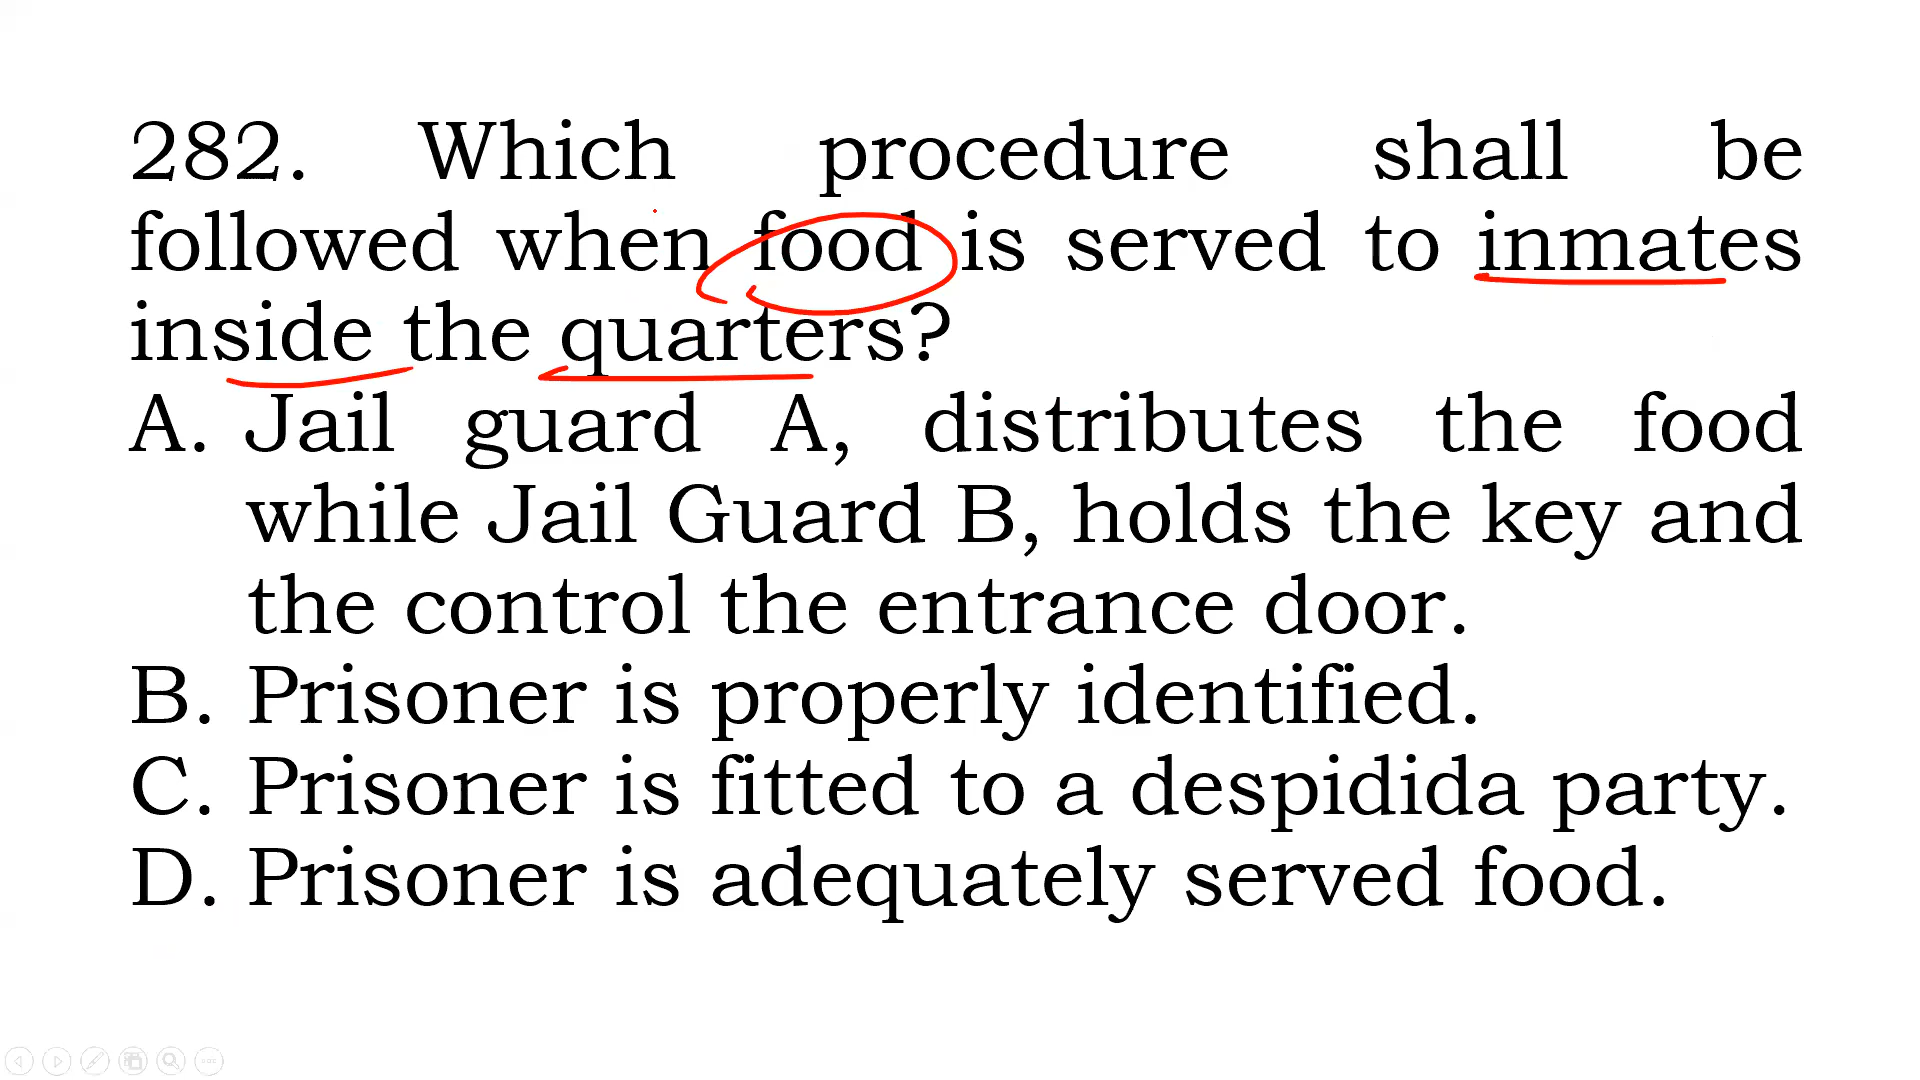 282. Which procedure shall be
followed when food is served to inmates
inside the quarters?
A. Jail guard A, distributes the food
while Jail Guard B, holds the key and
the control the entrance door.
B. Prisoner is properly identified.
C. Prisoner is fitted to a despidida party.
D. Prisoner is adequately served food.